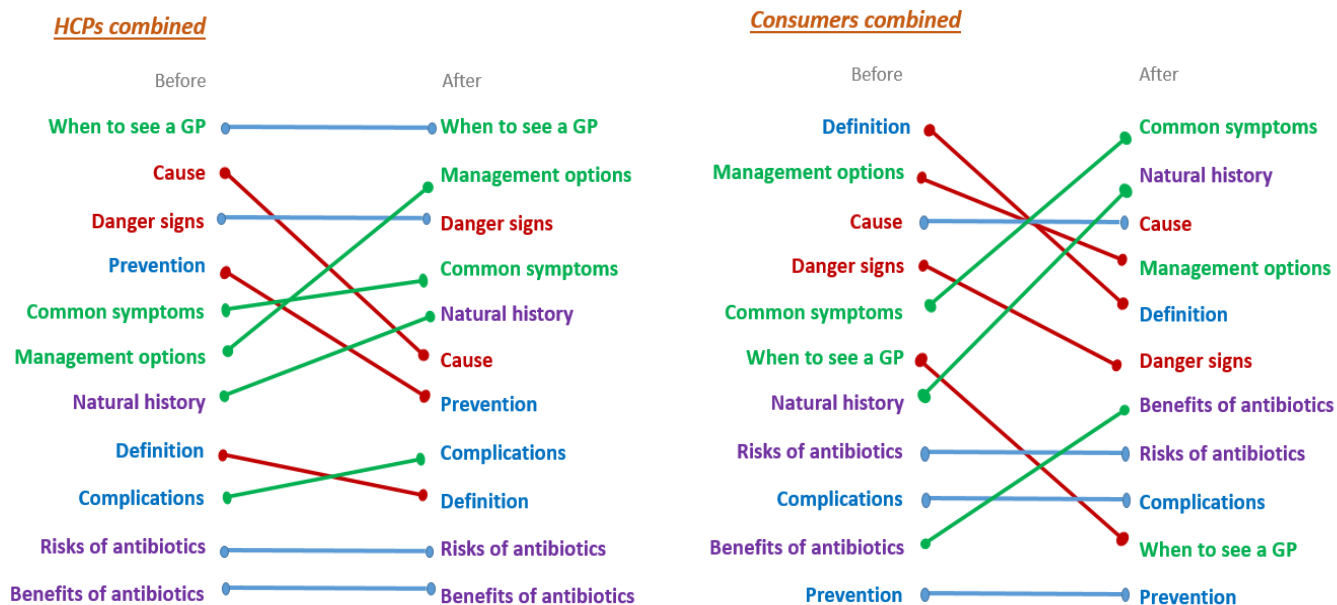 HCPs combined
Before
After
When to see a GP
When to see a GP
Cause
Management options
Danger signs
Danger signs
Prevention
Common symptoms
Common symptoms
Natural history
Management options
Cause
Natural history
Prevention
Definition
Complications
Complications
Definition
Risks of antibiotics
Risks of antibiotics
Benefits of antibiotics
Benefits of antibiotics
Consumers combined
Before
After
Definition
Common symptoms
Management options
Natural history
Cause
Cause
Danger signs
Management options
Common symptoms
Definition
When to see a GP
Danger signs
Natural history
Benefits of antibiotics
Risks of antibiotics
Risks of antibiotics
Complications
Complications
Benefits of antibiotics
When to see a GP
Prevention
Prevention